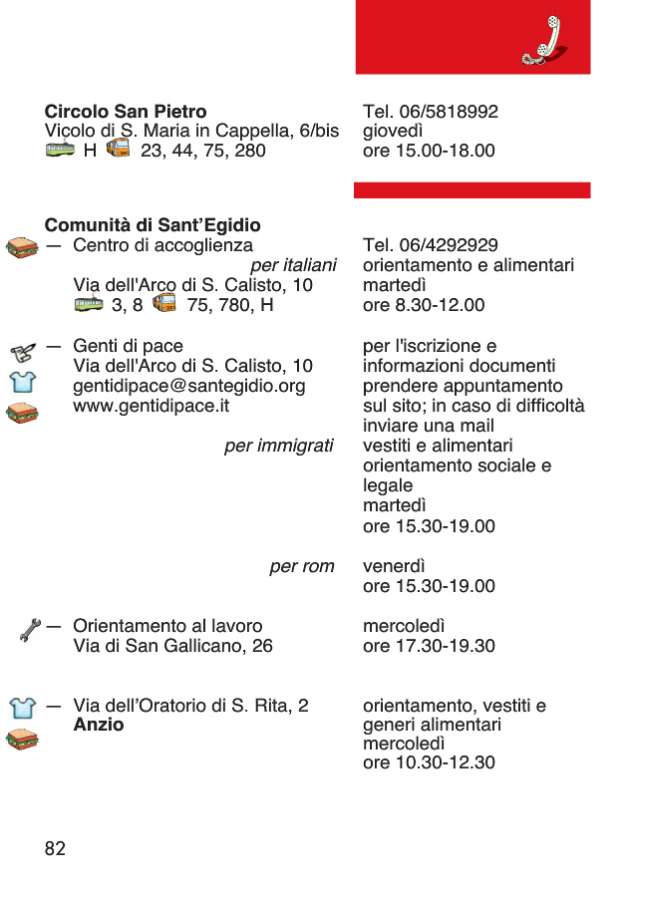 Circolo San Pietro
Vicolo di S. Maria in Cappella, 6/bis
H 23, 44, 75, 280
Tel. 06/5818992
giovedì
ore 15.00-18.00
Comunità di Sant'Egidio
— Centro di accoglienza
per italiani
Via dell'Arco di S. Calisto, 10
3, 8 75, 780, H
Tel. 06/4292929
orientamento e alimentari
martedì
ore 8.30-12.00
— Genti di pace
Via dell'Arco di S. Calisto, 10
gentidipace@santegidio.org
www.gentidipace.it
per l'iscrizione e
informazioni documenti
prendere appuntamento
sul sito; in caso di difficoltà
inviare una mail
per immigrati
vestiti e alimentari
orientamento sociale e
legale
martedì
ore 15.30-19.00
per rom
venerdì
ore 15.30-19.00
— Orientamento al lavoro
Via di San Gallicano, 26
mercoledì
ore 17.30-19.30
— Via dell’Oratorio di S. Rita, 2
Anzio
orientamento, vestiti e
generi alimentari
mercoledì
ore 10.30-12.30
82